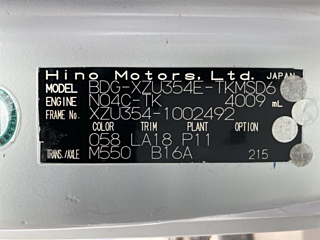 Hino Motors, Ltd. JAPAN
MODEL BDG-XZU354E-TKMSD6
ENGINE N04C-TK 4009 mL
FRAME No. XZU354-1002492
COLOR TRIM PLANT OPTION
058 LA18 P11
TRANS./AXLE M550 B16A 215